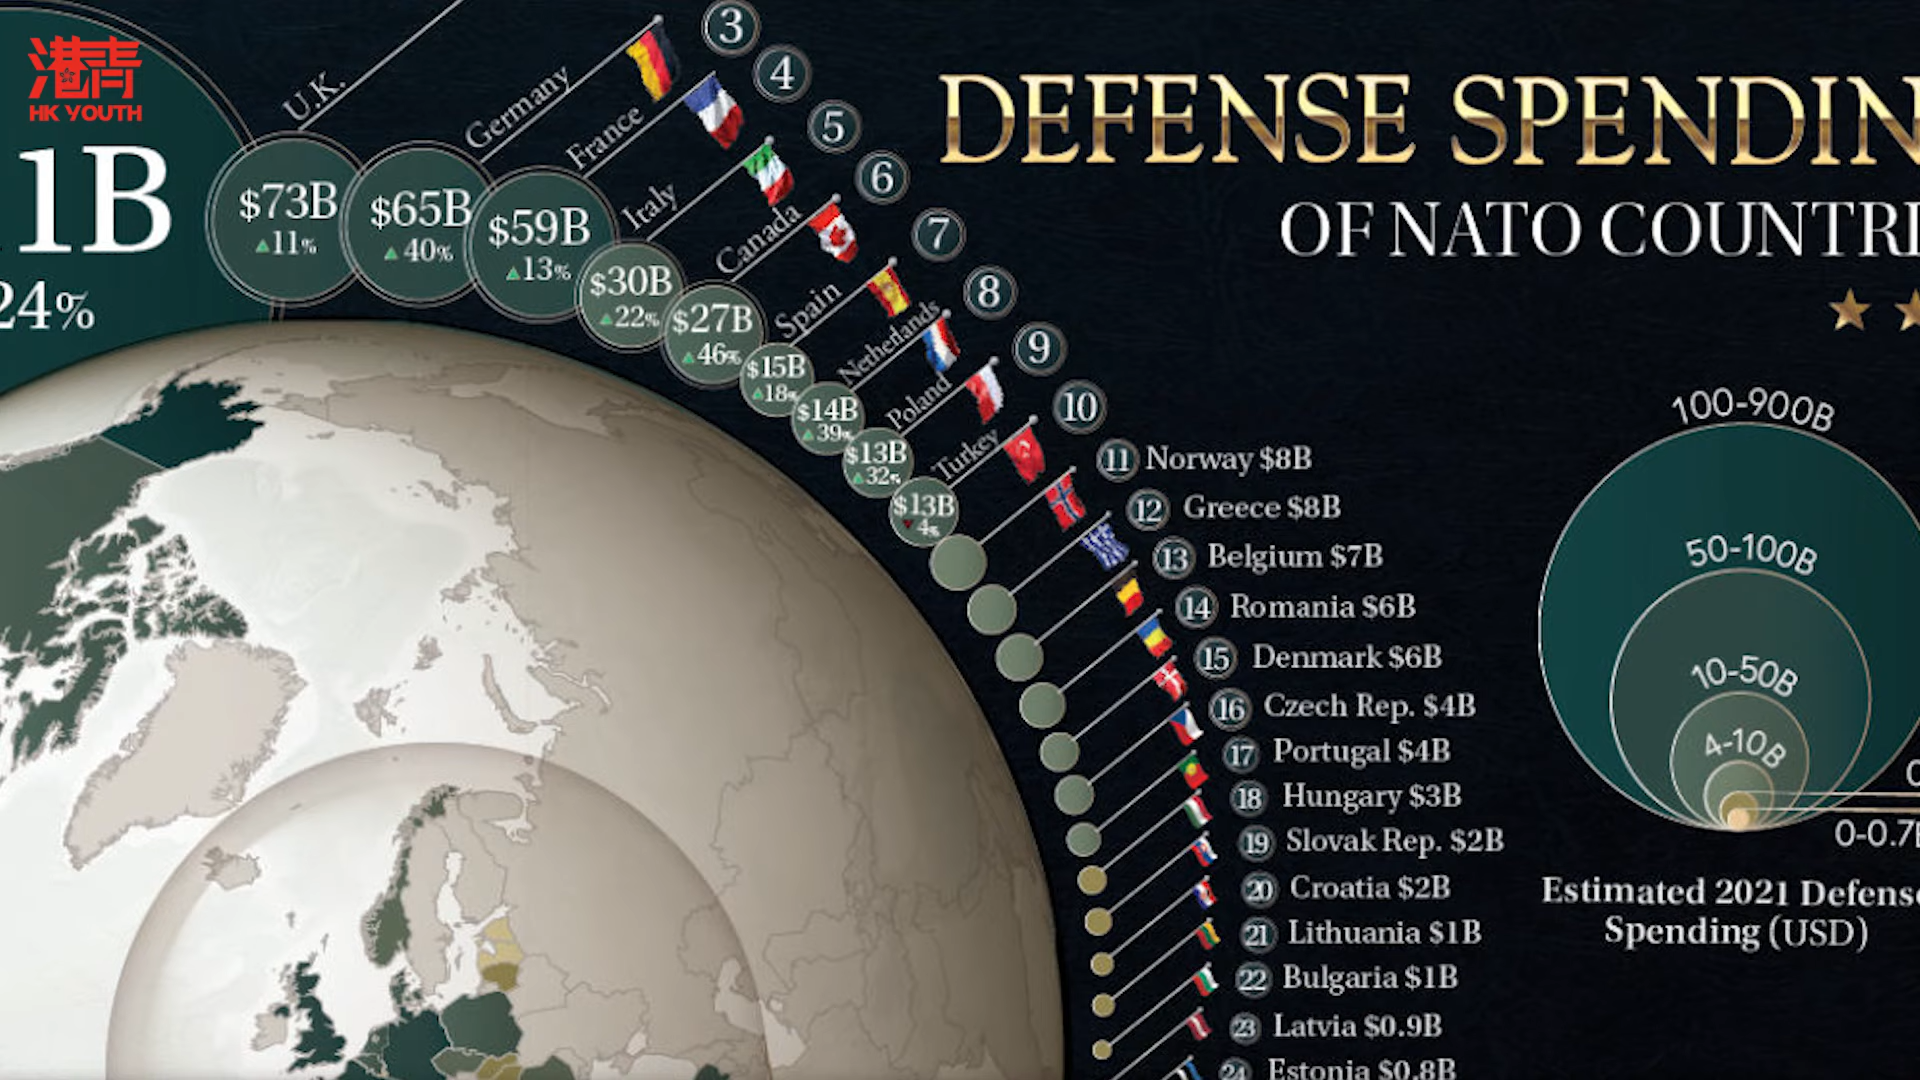 港青
HK YOUTH
1B
24%
U.K.
$73B
11%
Germany
$65B
40%
France
$59B
13%
Italy
$30B
22%
Canada
$27B
46%
Spain
$15B
18%
Netherlands
$14B
39%
Poland
$13B
32%
Turkey
$13B
4%
3
4
5
6
7
8
9
10
11 Norway $8B
12 Greece $8B
13 Belgium $7B
14 Romania $6B
15 Denmark $6B
16 Czech Rep. $4B
17 Portugal $4B
18 Hungary $3B
19 Slovak Rep. $2B
20 Croatia $2B
21 Lithuania $1B
22 Bulgaria $1B
23 Latvia $0.9B
24 Estonia $0.8B
DEFENSE SPENDIN
OF NATO COUNTRI
100-900B
50-100B
10-50B
4-10B
0
0-0.7B
Estimated 2021 Defense
Spending (USD)